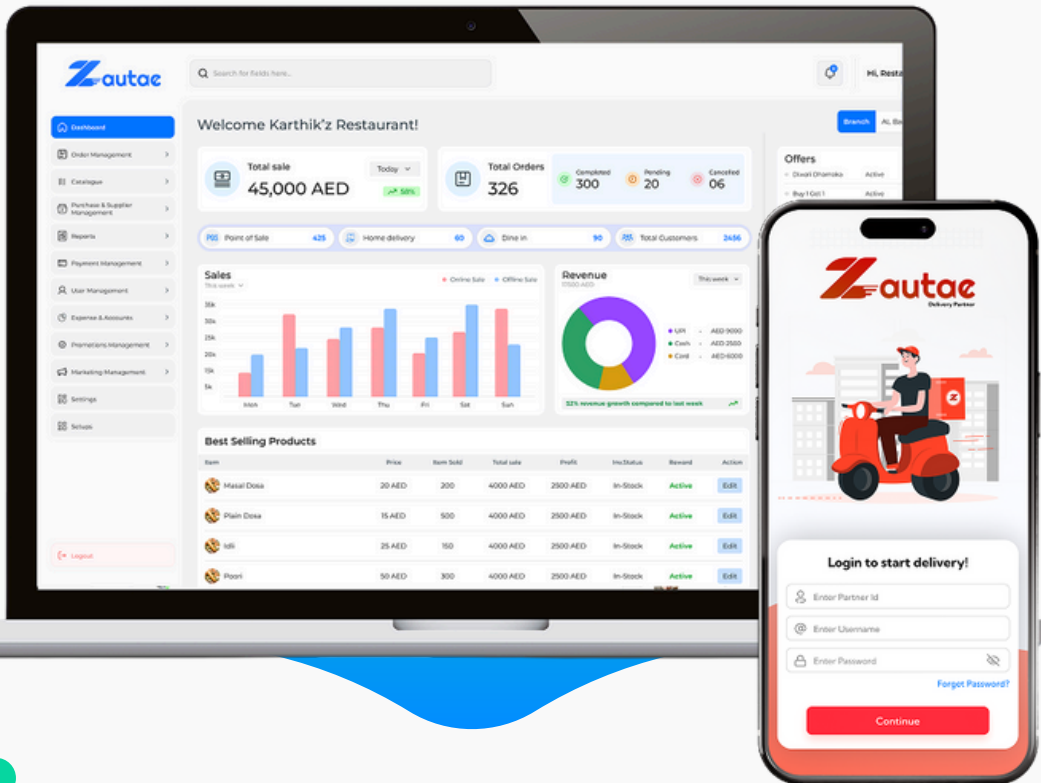 Zautae
Search for fields here..
Hi, Resta
Dashboard
Order Management
Catalogue
Purchase & Supplier
Management
Reports
Payment Management
User Management
Expense & Accounts
Promotions Management
Marketing Management
Settings
Setups
Logout
Welcome Karthik'z Restaurant!
Branch
Total sale
Today
45,000 AED
58%
Total Orders
326
Completed
300
Pending
20
Cancelled
06
Offers
Diwali Dhamaka Active
Buy 1 Get 1 Active
POS Point of Sale 425
Home delivery 60
Dine in 90
Total Customers 2456
Sales
This week
Online Sale Offline Sale
35k
30k
25k
20k
15k
5k
Mon Tue Wed Thu Fri Sat Sun
Revenue
17500 AED
This week
UPI - AED 9000
Cash - AED 2500
Card - AED 6000
52% revenue growth compared to last week
Best Selling Products
Item Price Item Sold Total sale Profit Inv.Status Reward Action
Masal Dosa 20 AED 200 4000 AED 2500 AED In-Stock Active Edit
Plain Dosa 15 AED 500 4000 AED 2500 AED In-Stock Active Edit
Idli 25 AED 150 4000 AED 2500 AED In-Stock Active Edit
Poori 50 AED 300 4000 AED 2500 AED In-Stock Active Edit
Zautae
Delivery Partner
Z
Login to start delivery!
Enter Partner Id
Enter Username
Enter Password
Forget Password?
Continue